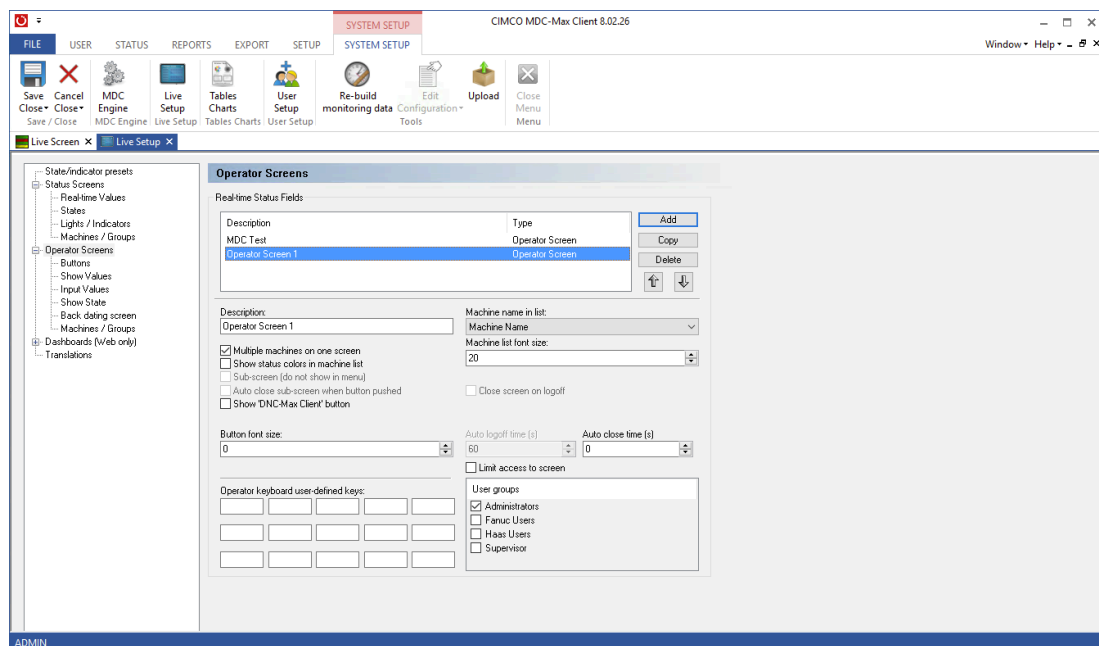 SYSTEM SETUP
CIMCO MDC-Max Client 8.02.26
FILE USER STATUS REPORTS EXPORT SETUP SYSTEM SETUP Window Help
Save Cancel MDC Live Tables User Re-build Edit Upload Close
Close Close Engine Setup Charts Setup monitoring data Configuration Menu
Save / Close MDC Engine Live Setup Tables Charts User Setup Tools Menu
Live Screen Live Setup
State/indicator presets
Status Screens
Real-time Values
States
Lights / Indicators
Machines / Groups
Operator Screens
Buttons
Show Values
Input Values
Show State
Back dating screen
Machines / Groups
Dashboards (Web only)
Translations
Operator Screens
Real-time Status Fields
Description Type
MDC Test Operator Screen
Operator Screen 1 Operator Screen
Add
Copy
Delete
Description:
Operator Screen 1
Machine name in list:
Machine Name
Machine list font size:
20
Multiple machines on one screen
Show status colors in machine list
Sub-screen (do not show in menu)
Auto close sub-screen when button pushed
Show 'DNC-Max Client' button
Close screen on logoff
Button font size:
0
Auto logoff time (s)
60
Auto close time (s)
0
Limit access to screen
Operator keyboard user-defined keys:
User groups
Administrators
Fanuc Users
Haas Users
Supervisor
ADMIN